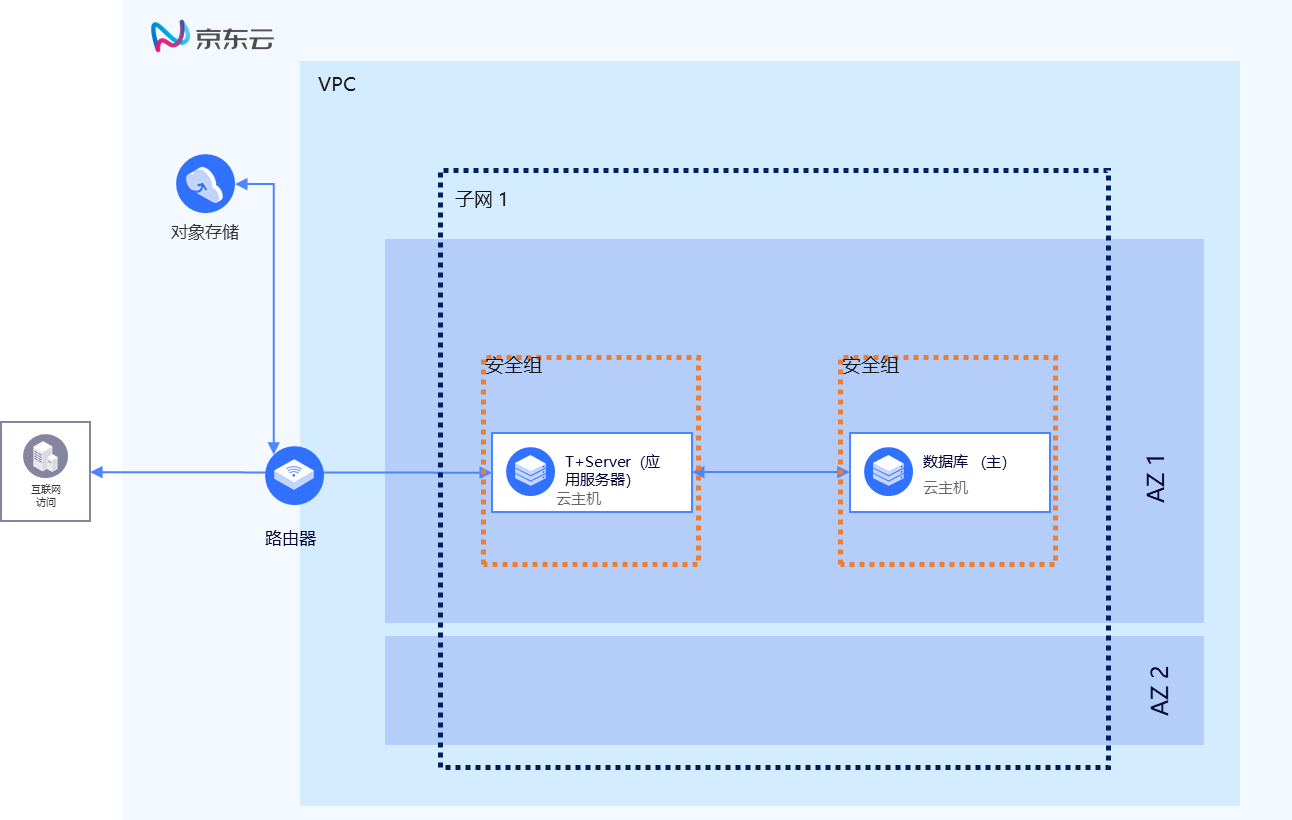 京东云
VPC
对象存储
子网 1
安全组
安全组
T+Server（应
用服务器）
云主机
数据库 （主）
云主机
AZ 1
互联网
访问
路由器
AZ 2